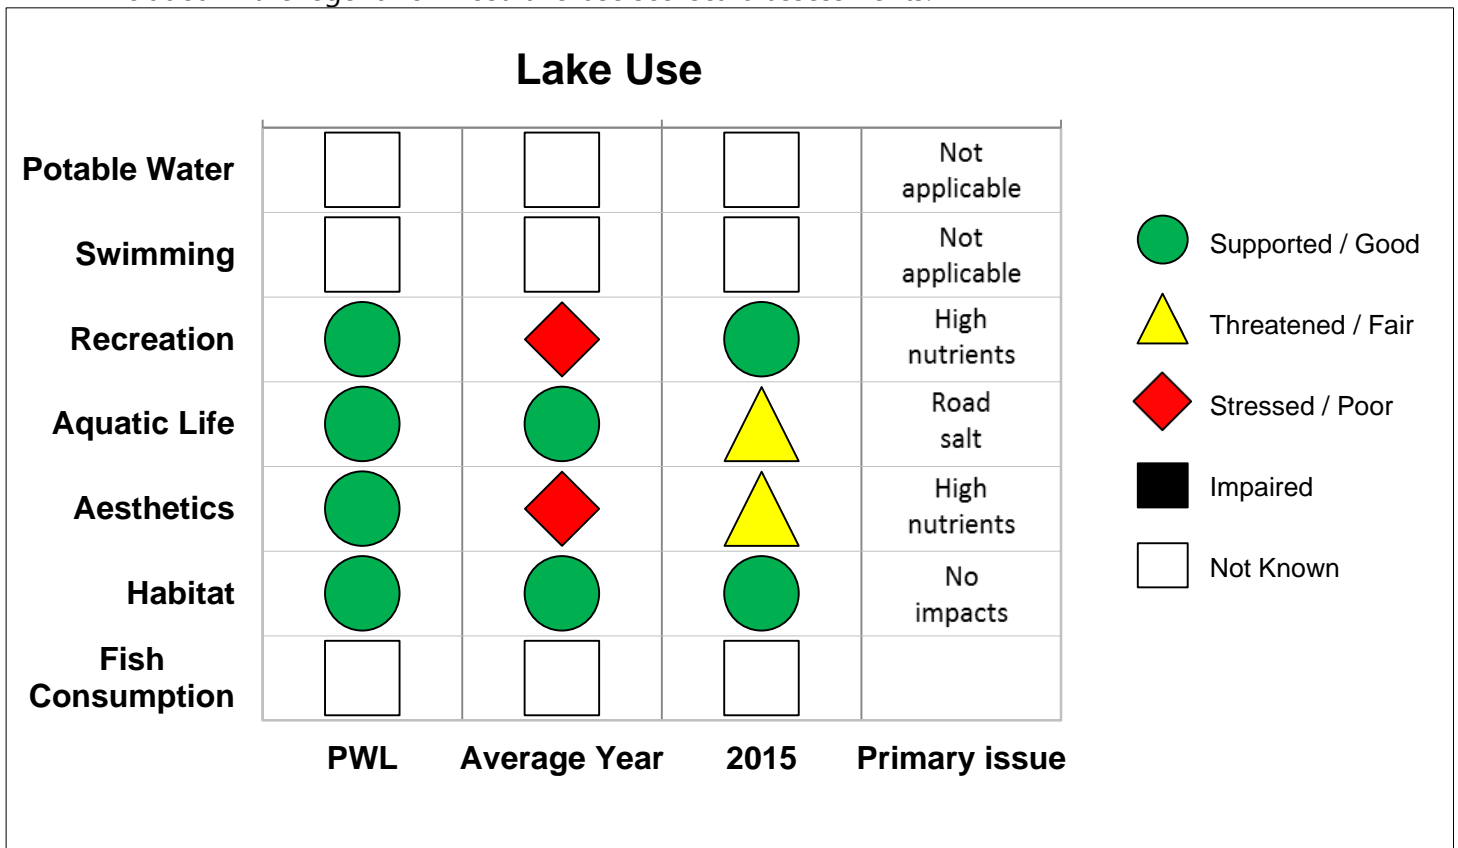 Lake Use
Potable Water
Not
applicable
Swimming
Not
applicable
Recreation
High
nutrients
Aquatic Life
Road
salt
Aesthetics
High
nutrients
Habitat
No
impacts
Fish
Consumption
PWL
Average Year
2015
Primary issue
Supported / Good
Threatened / Fair
Stressed / Poor
Impaired
Not Known